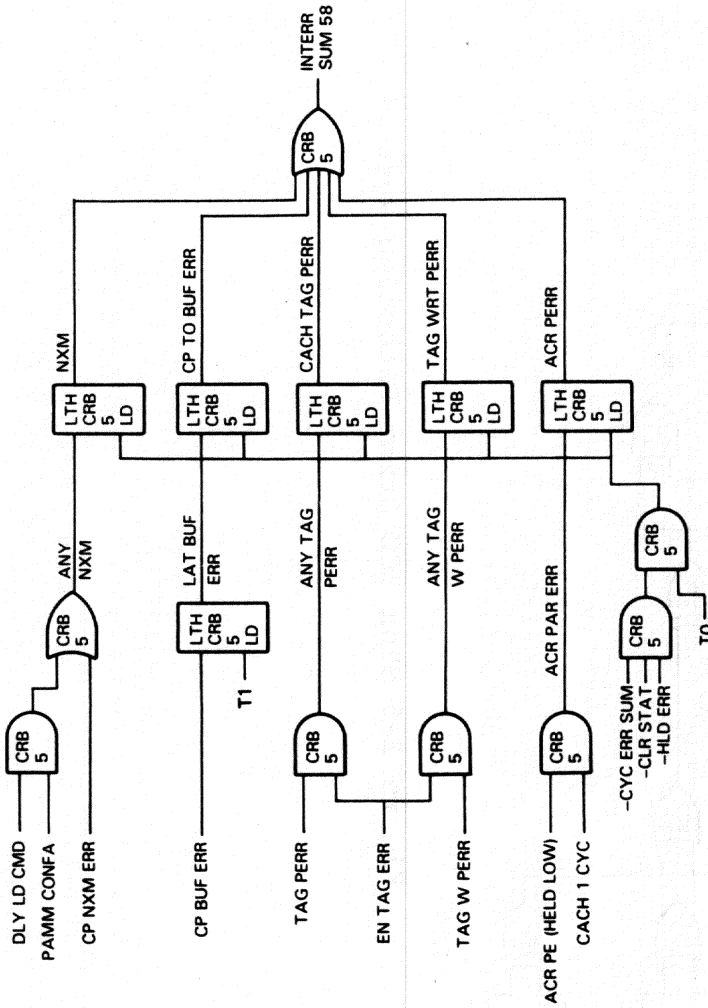 DLY LD CMD
PAMM CONF A
CP NXM ERR
CRB
5
CRB
5
ANY
NXM
LTH
CRB
5
LD
NXM
CP BUF ERR
T1
LTH
CRB
5
LD
LAT BUF
ERR
LTH
CRB
5
LD
CP TO BUF ERR
TAG PERR
EN TAG ERR
CRB
5
ANY TAG
PERR
LTH
CRB
5
LD
CACH TAG PERR
TAG W PERR
CRB
5
ANY TAG
W PERR
LTH
CRB
5
LD
TAG WRT PERR
ACR PE (HELD LOW)
CACH 1 CYC
CRB
5
ACR PAR ERR
LTH
CRB
5
LD
ACR PERR
-CYC ERR SUM
-CLR STAT
-HLD ERR
CRB
5
T0
CRB
5
CRB
5
INTERR
SUM 58